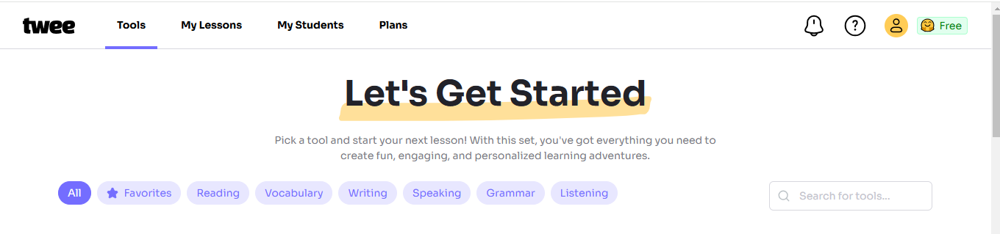 twee Tools My Lessons My Students Plans Free
Let's Get Started
Pick a tool and start your next lesson! With this set, you've got everything you need to
create fun, engaging, and personalized learning adventures.
All Favorites Reading Vocabulary Writing Speaking Grammar Listening Search for tools...